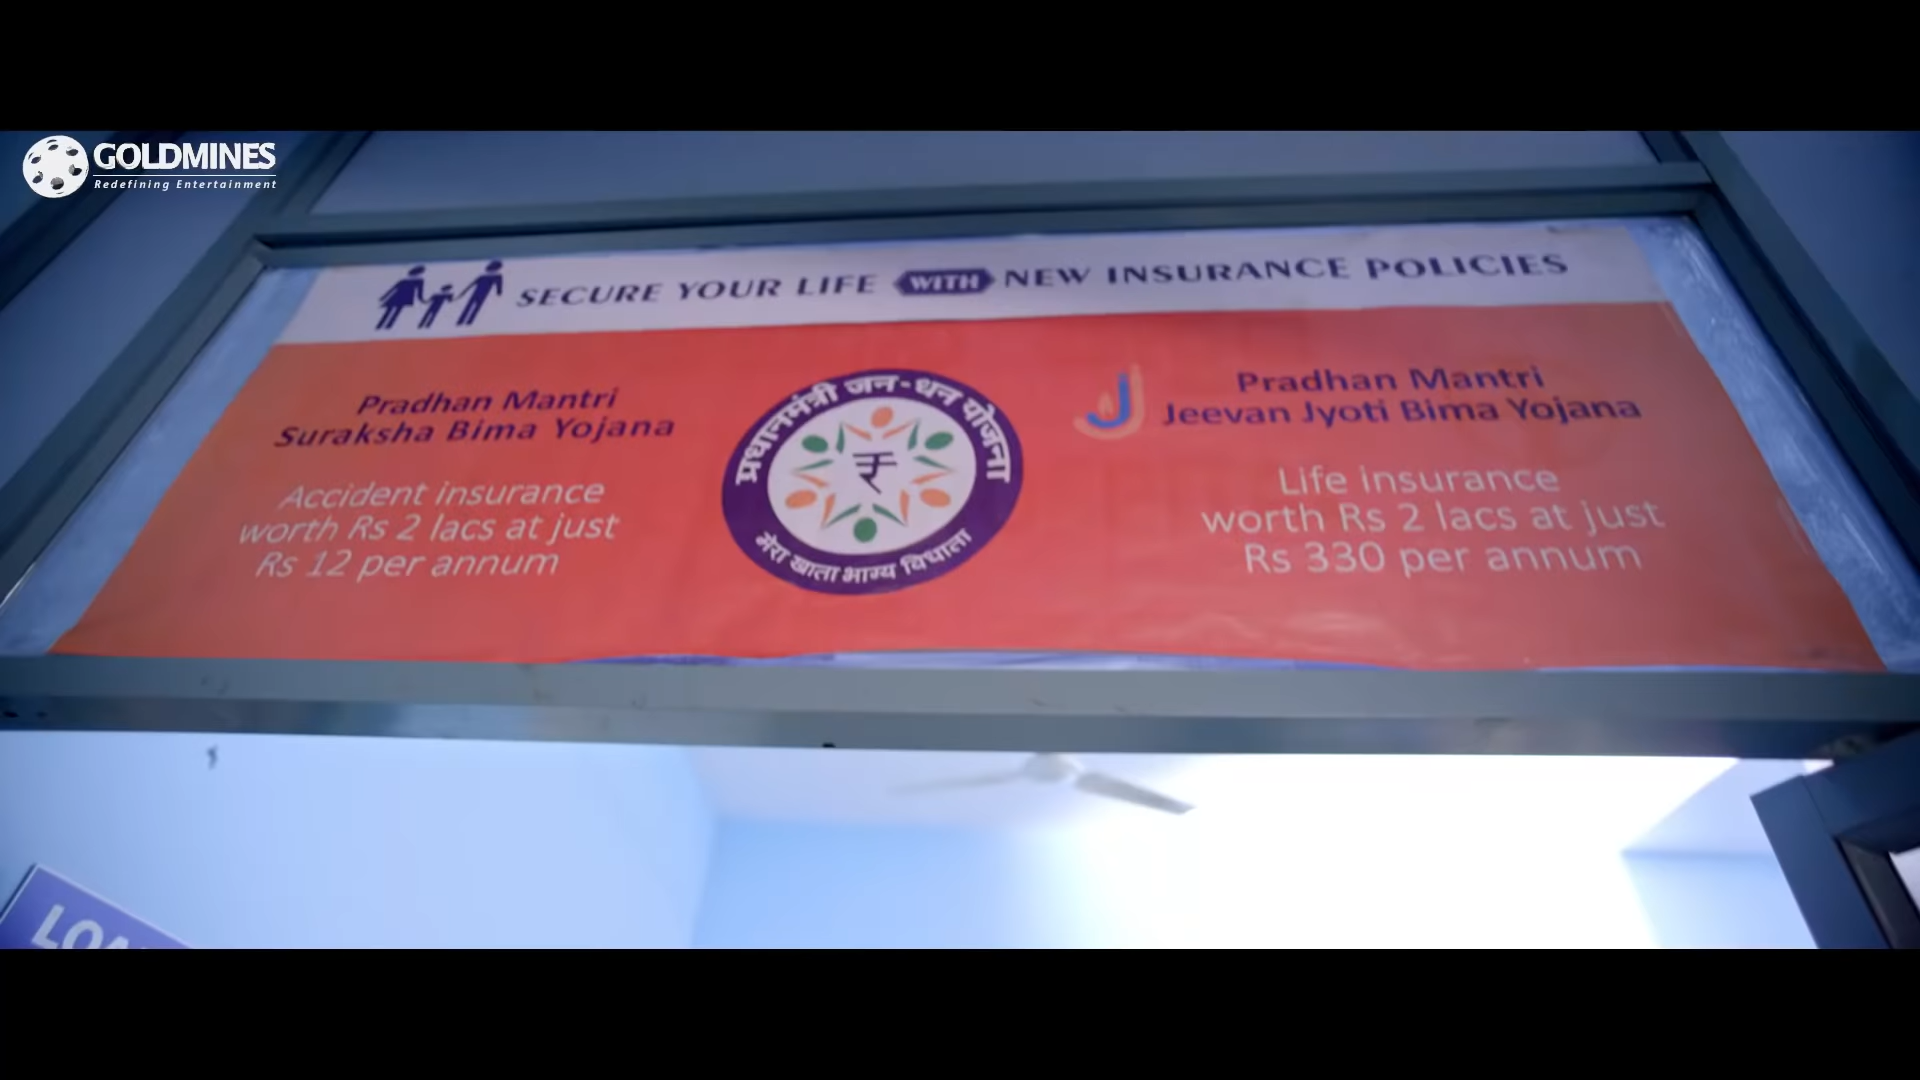 GOLDMINES
Redefining Entertainment
SECURE YOUR LIFE WITH NEW INSURANCE POLICIES
Pradhan Mantri
Suraksha Bima Yojana
Accident insurance
worth Rs 2 lacs at just
Rs 12 per annum
प्रधानमंत्री जन-धन योजना
₹
मेरा खाता भाग्य विधाता
Pradhan Mantri
Jeevan Jyoti Bima Yojana
Life insurance
worth Rs 2 lacs at just
Rs 330 per annum